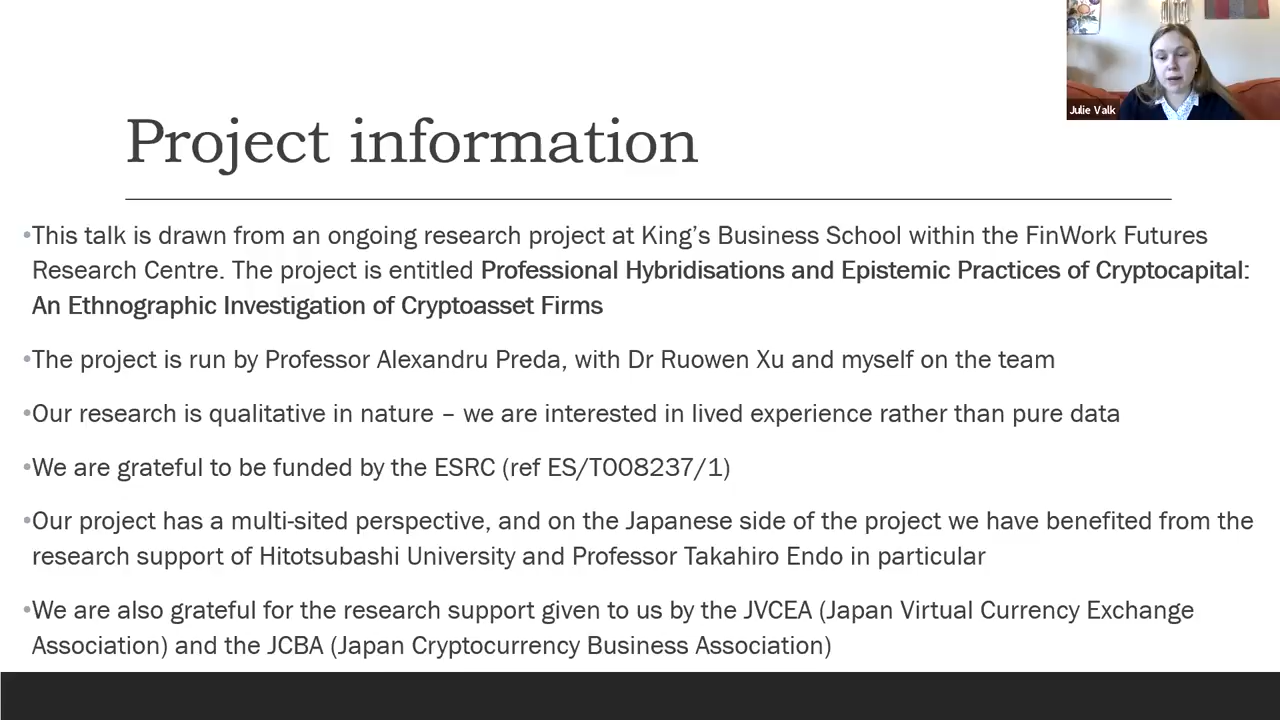 Julie Valk
Project information
•This talk is drawn from an ongoing research project at King’s Business School within the FinWork Futures
Research Centre. The project is entitled Professional Hybridisations and Epistemic Practices of Cryptocapital:
An Ethnographic Investigation of Cryptoasset Firms
•The project is run by Professor Alexandru Preda, with Dr Ruowen Xu and myself on the team
•Our research is qualitative in nature – we are interested in lived experience rather than pure data
•We are grateful to be funded by the ESRC (ref ES/T008237/1)
•Our project has a multi-sited perspective, and on the Japanese side of the project we have benefited from the
research support of Hitotsubashi University and Professor Takahiro Endo in particular
•We are also grateful for the research support given to us by the JVCEA (Japan Virtual Currency Exchange
Association) and the JCBA (Japan Cryptocurrency Business Association)